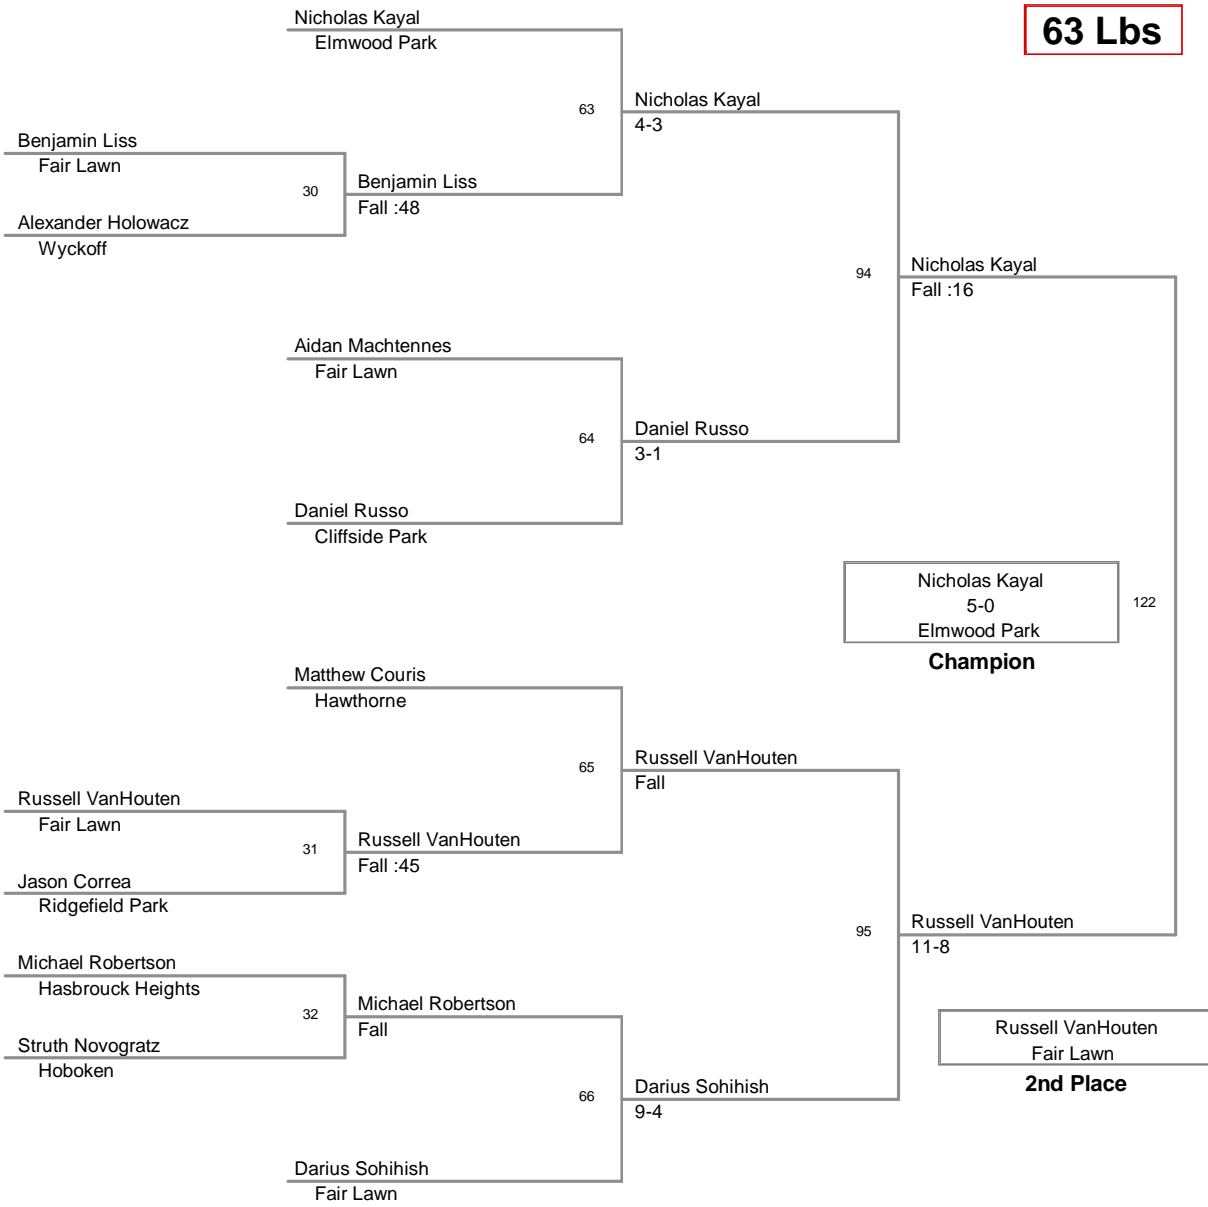 Nicholas Kayal
Elmwood Park
63 Lbs
63
Nicholas Kayal
4-3
Benjamin Liss
Fair Lawn
30
Benjamin Liss
Fall :48
Alexander Holowacz
Wyckoff
94
Nicholas Kayal
Fall :16
Aidan Machtennes
Fair Lawn
64
Daniel Russo
3-1
Daniel Russo
Cliffside Park
Nicholas Kayal
5-0
Elmwood Park
122
Champion
Matthew Couris
Hawthorne
65
Russell VanHouten
Fall
Russell VanHouten
Fair Lawn
31
Russell VanHouten
Fall :45
Jason Correa
Ridgefield Park
95
Russell VanHouten
11-8
Michael Robertson
Hasbrouck Heights
32
Michael Robertson
Fall
Struth Novogratz
Hoboken
Russell VanHouten
Fair Lawn
2nd Place
66
Darius Sohihish
9-4
Darius Sohihish
Fair Lawn